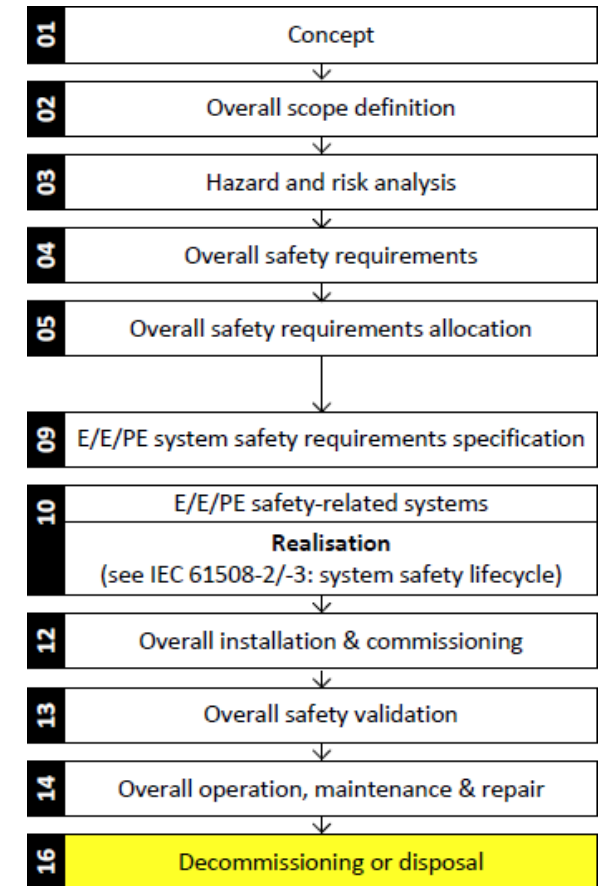 01 Concept
02 Overall scope definition
03 Hazard and risk analysis
04 Overall safety requirements
05 Overall safety requirements allocation
09 E/E/PE system safety requirements specification
10 E/E/PE safety-related systems
Realisation
(see IEC 61508-2/-3: system safety lifecycle)
12 Overall installation & commissioning
13 Overall safety validation
14 Overall operation, maintenance & repair
16 Decommissioning or disposal